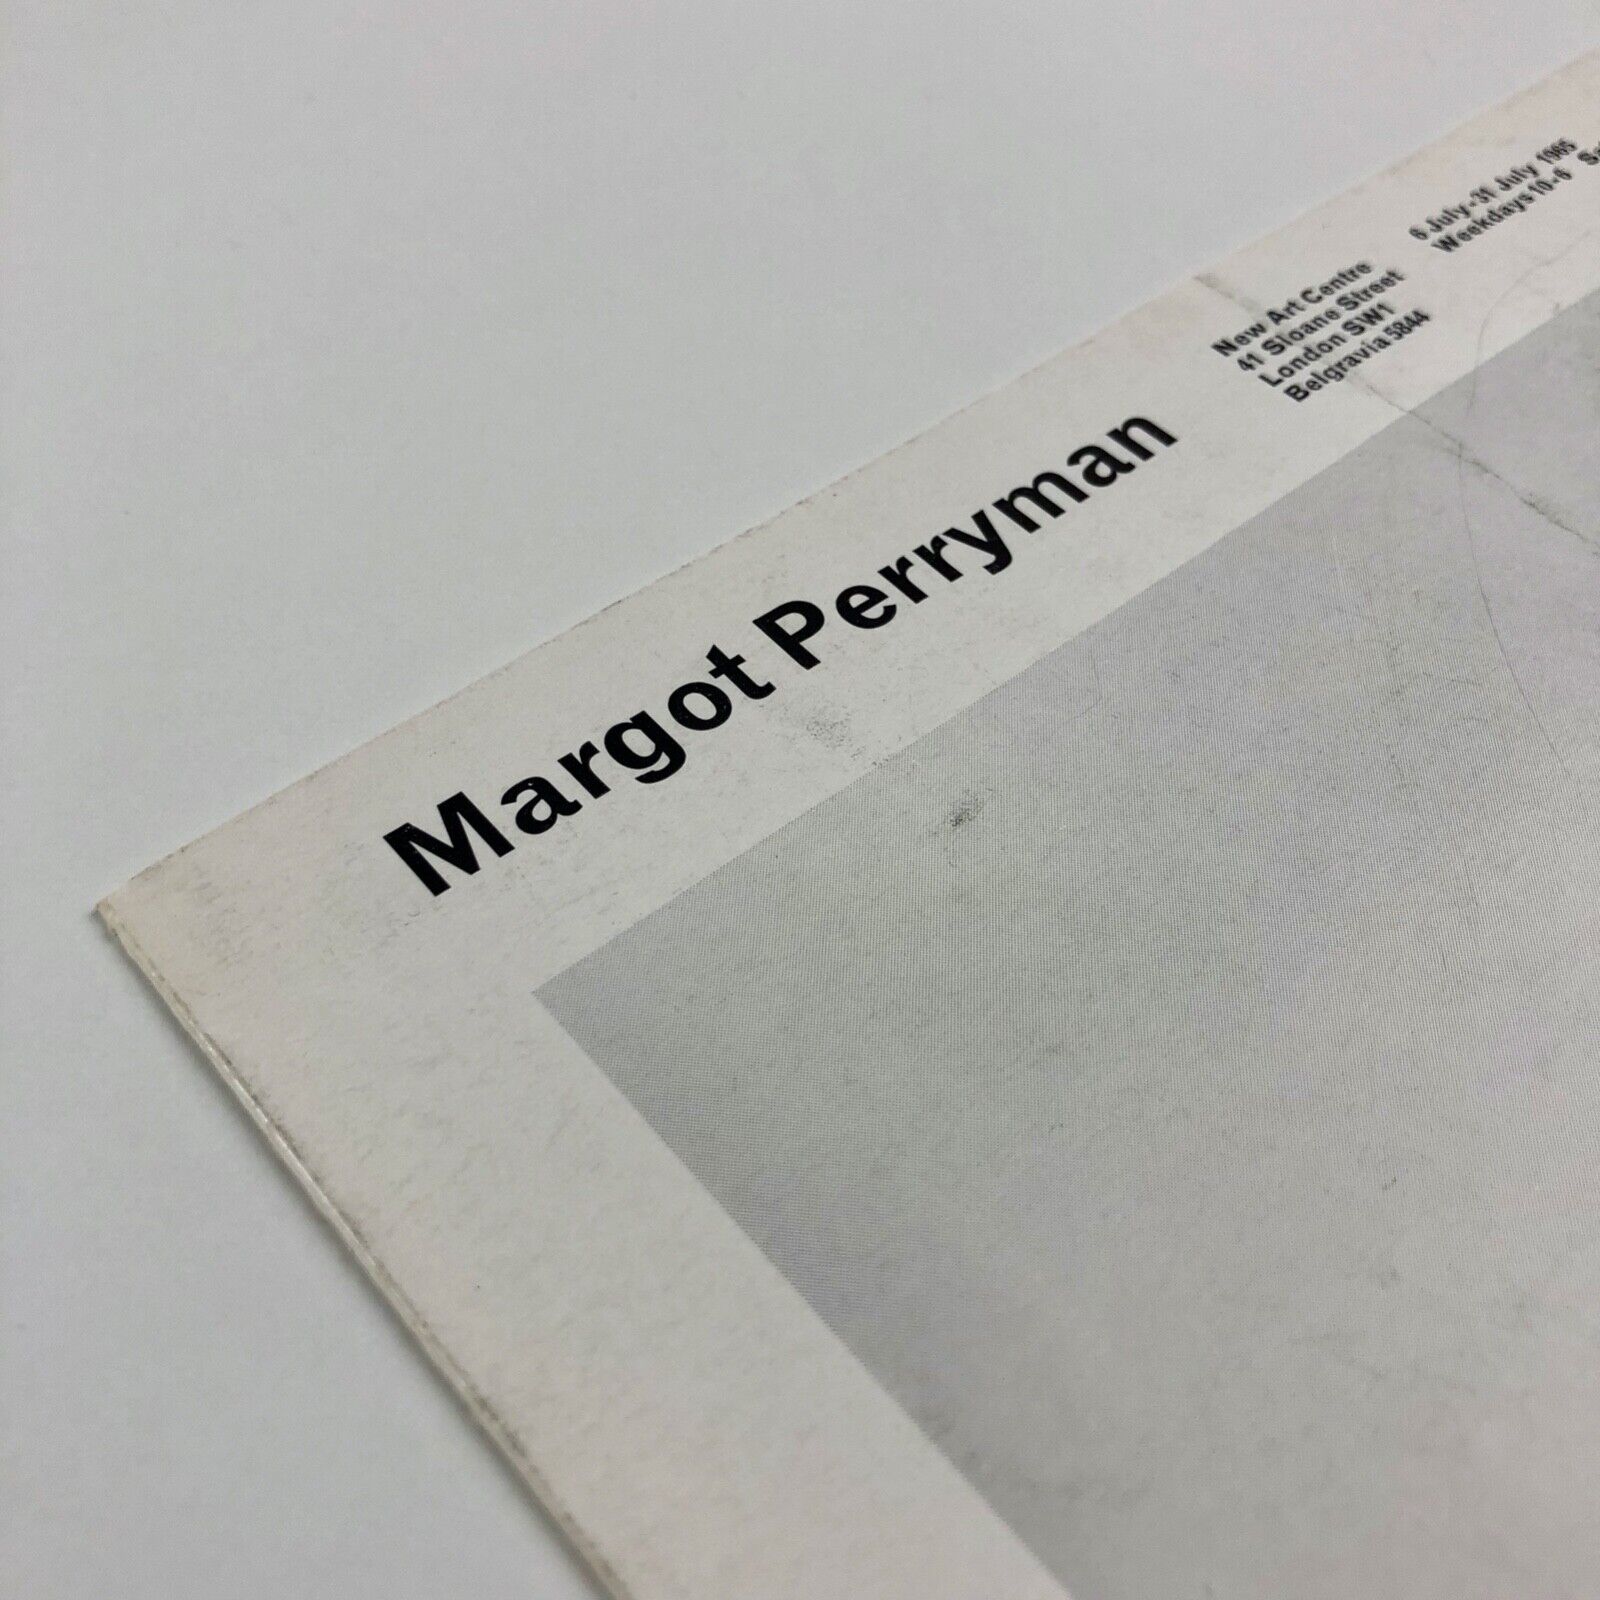 Margot Perryman
New Art Centre
41 Sloane Street
London SW1
Belgravia 5844
6 July-31 July 1965
Weekdays 10-6